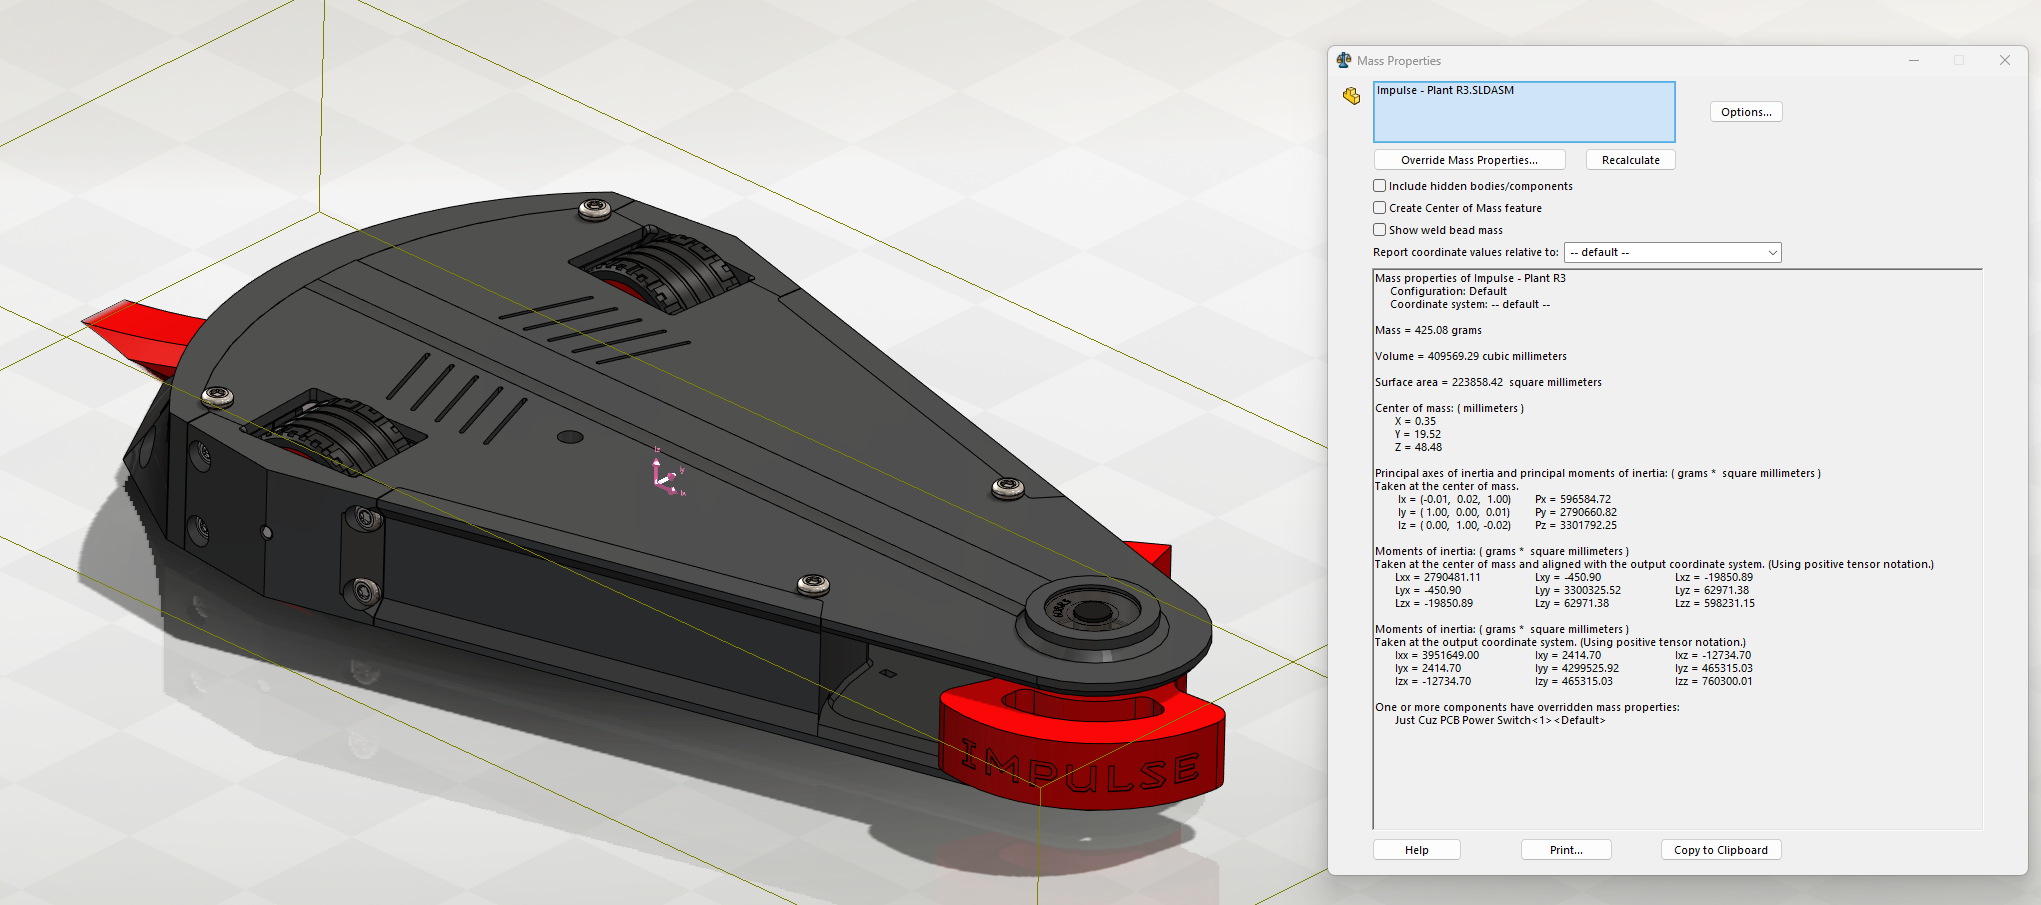 Mass Properties
Impulse - Plant R3.SLDASM
Options...
Override Mass Properties...
Recalculate
Include hidden bodies/components
Create Center of Mass feature
Show weld bead mass
Report coordinate values relative to: -- default --
Mass properties of Impulse - Plant R3
Configuration: Default
Coordinate system: -- default --
Mass = 425.08 grams
Volume = 409569.29 cubic millimeters
Surface area = 223858.42 square millimeters
Center of mass: ( millimeters )
X = 0.35
Y = 19.52
Z = 48.48
Principal axes of inertia and principal moments of inertia: ( grams * square millimeters )
Taken at the center of mass.
Ix = (-0.01, 0.02, 1.00) Px = 596584.72
Iy = ( 1.00, 0.00, 0.01) Py = 2790660.82
Iz = ( 0.00, 1.00, -0.02) Pz = 3301792.25
Moments of inertia: ( grams * square millimeters )
Taken at the center of mass and aligned with the output coordinate system. (Using positive tensor notation.)
Lxx = 2790481.11 Lxy = -450.90 Lxz = -19850.89
Lyx = -450.90 Lyy = 3300325.52 Lyz = 62971.38
Lzx = -19850.89 Lzy = 62971.38 Lzz = 598231.15
Moments of inertia: ( grams * square millimeters )
Taken at the output coordinate system. (Using positive tensor notation.)
Ixx = 3951649.00 Ixy = 2414.70 Ixz = -12734.70
Iyx = 2414.70 Iyy = 4299525.92 Iyz = 465315.03
Izx = -12734.70 Izy = 465315.03 Izz = 760300.01
One or more components have overridden mass properties:
Just Cuz PCB Power Switch<1><Default>
Help
Print...
Copy to Clipboard
Iz
Iy
Ix
IMPULSE